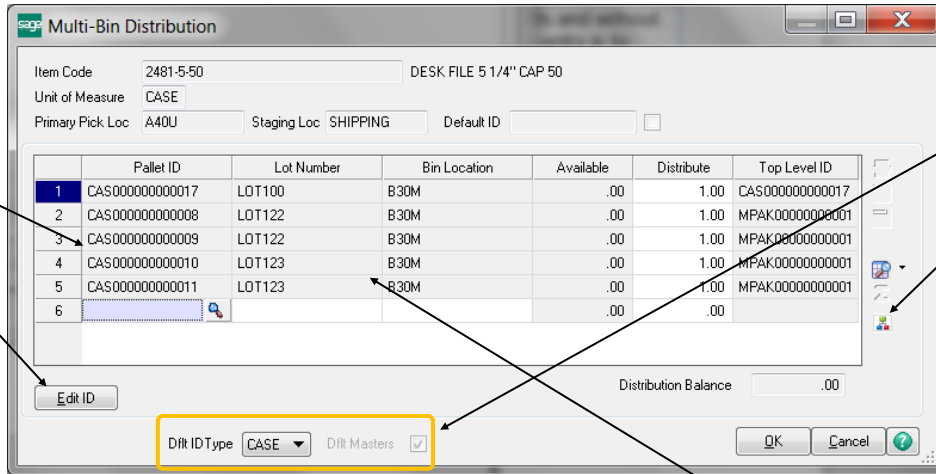 sage Multi-Bin Distribution
Item Code 2481-5-50 DESK FILE 5 1/4" CAP 50
Unit of Measure CASE
Primary Pick Loc A40U Staging Loc SHIPPING Default ID
Pallet ID Lot Number Bin Location Available Distribute Top Level ID
1 CAS000000000017 LOT100 B30M .00 1.00 CAS000000000017
2 CAS000000000008 LOT122 B30M .00 1.00 MPAK00000000001
3 CAS000000000009 LOT122 B30M .00 1.00 MPAK00000000001
4 CAS000000000010 LOT123 B30M .00 1.00 MPAK00000000001
5 CAS000000000011 LOT123 B30M .00 1.00 MPAK00000000001
6 .00 .00
Edit ID Distribution Balance .00
Dflt IDType CASE Dflt Masters OK Cancel